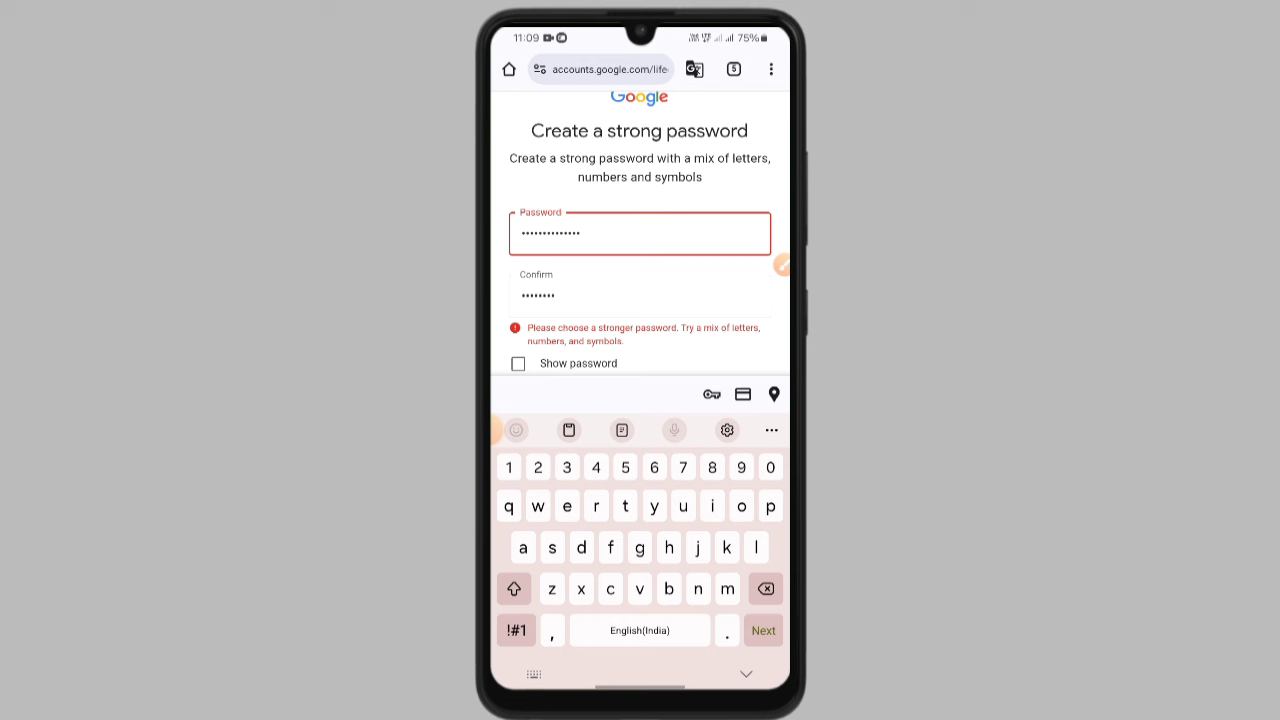 11:09 75%
accounts.google.com/life 5
Google
Create a strong password
Create a strong password with a mix of letters,
numbers and symbols
Password
••••••••••••••
Confirm
••••••••
Please choose a stronger password. Try a mix of letters,
numbers, and symbols.
Show password
1 2 3 4 5 6 7 8 9 0
q w e r t y u i o p
a s d f g h j k l
z x c v b n m
!#1 , English(India) . Next